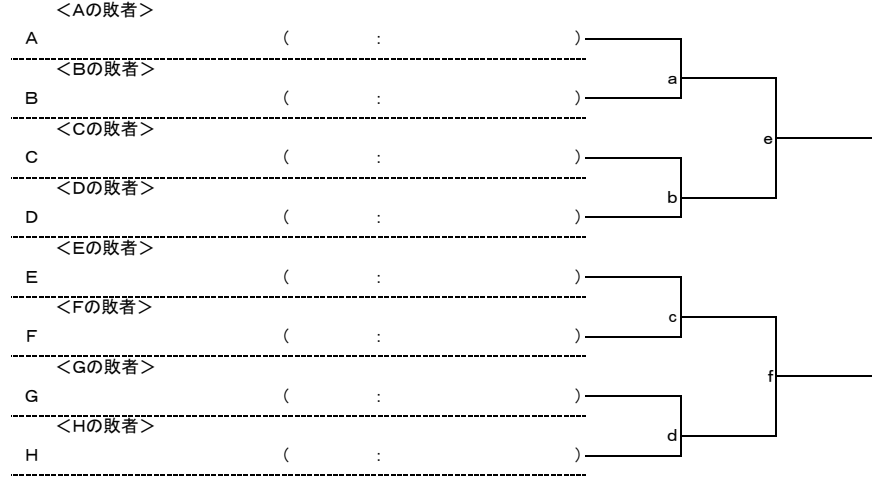 ＜Aの敗者＞
A ( : )
＜Bの敗者＞
a
B ( : )
＜Cの敗者＞
e
C ( : )
＜Dの敗者＞
b
D ( : )
＜Eの敗者＞
E ( : )
＜Fの敗者＞
c
F ( : )
＜Gの敗者＞
f
G ( : )
＜Hの敗者＞
d
H ( : )